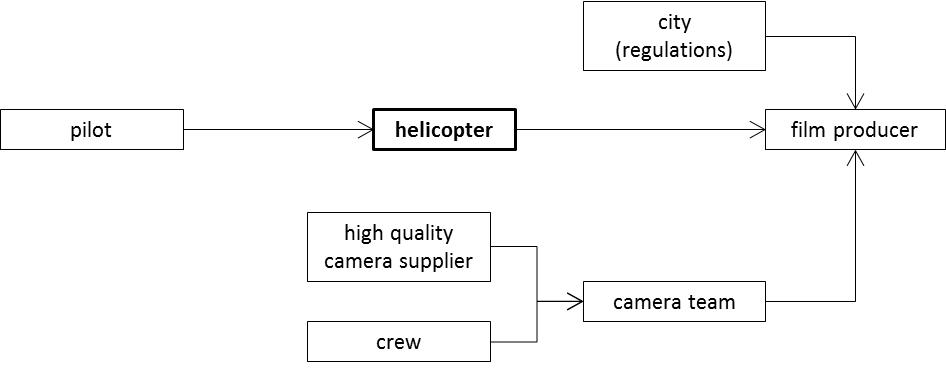 city
(regulations)
pilot
helicopter
film producer
high quality
camera supplier
camera team
crew